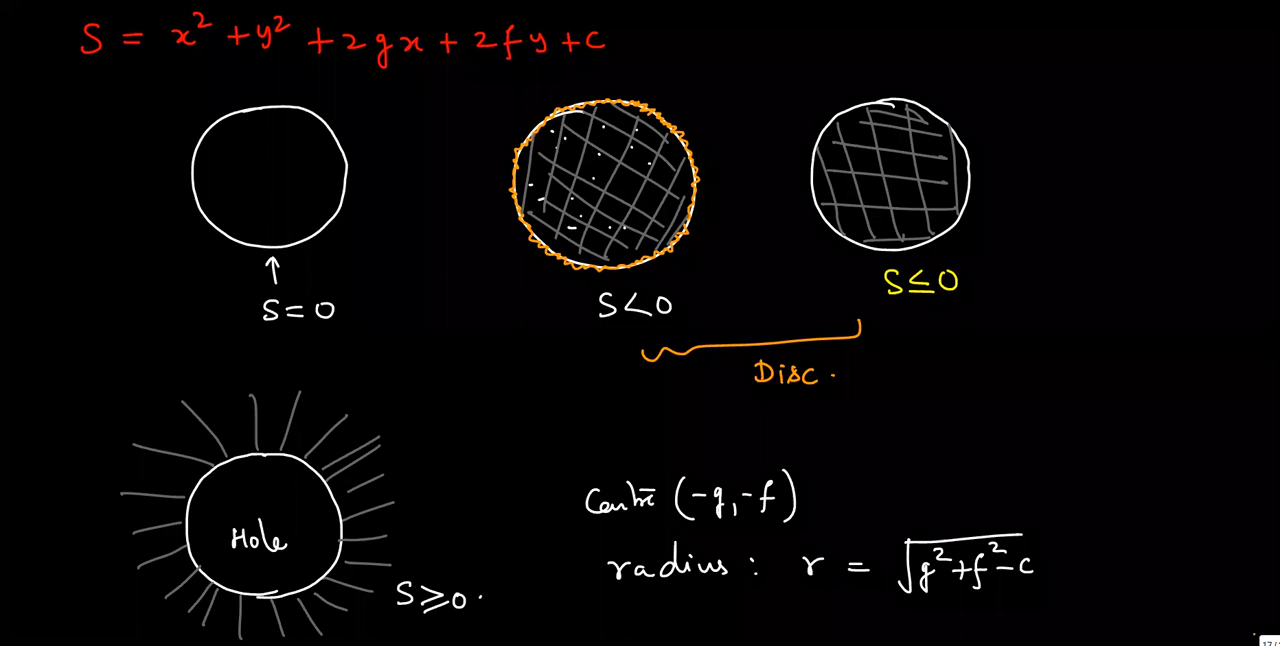 S = x² + y² + 2gx + 2fy + c
S = 0
S < 0
S ≤ 0
Disc .
Hole
S ⩾ 0 .
Centre (-g, -f)
radius : r = √(g² + f² - c)